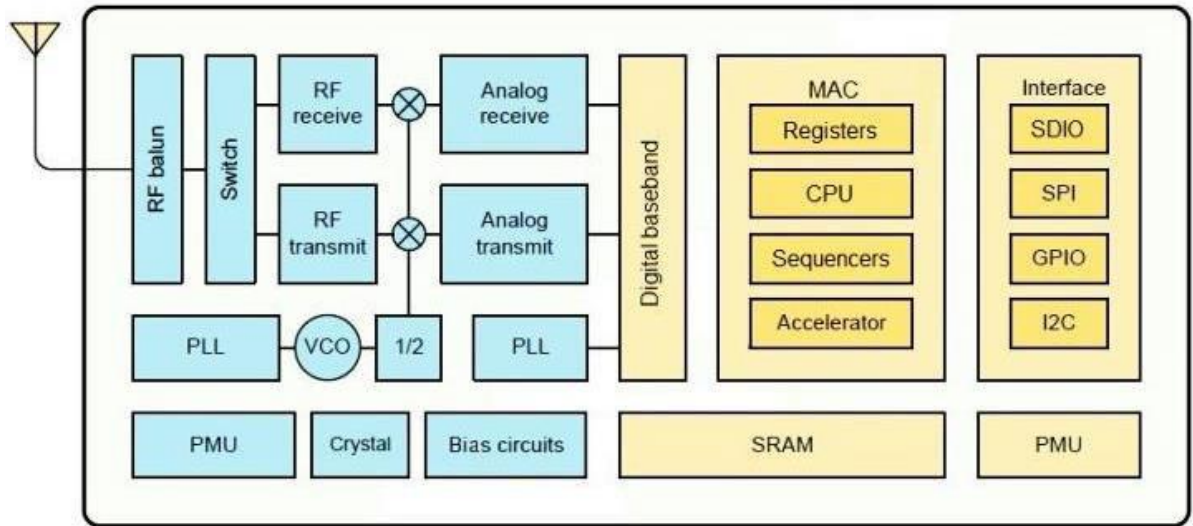 RF balun
Switch
RF
receive
Analog
receive
RF
transmit
Analog
transmit
PLL
VCO
1/2
PLL
Digital baseband
MAC
Registers
CPU
Sequencers
Accelerator
Interface
SDIO
SPI
GPIO
I2C
PMU
Crystal
Bias circuits
SRAM
PMU